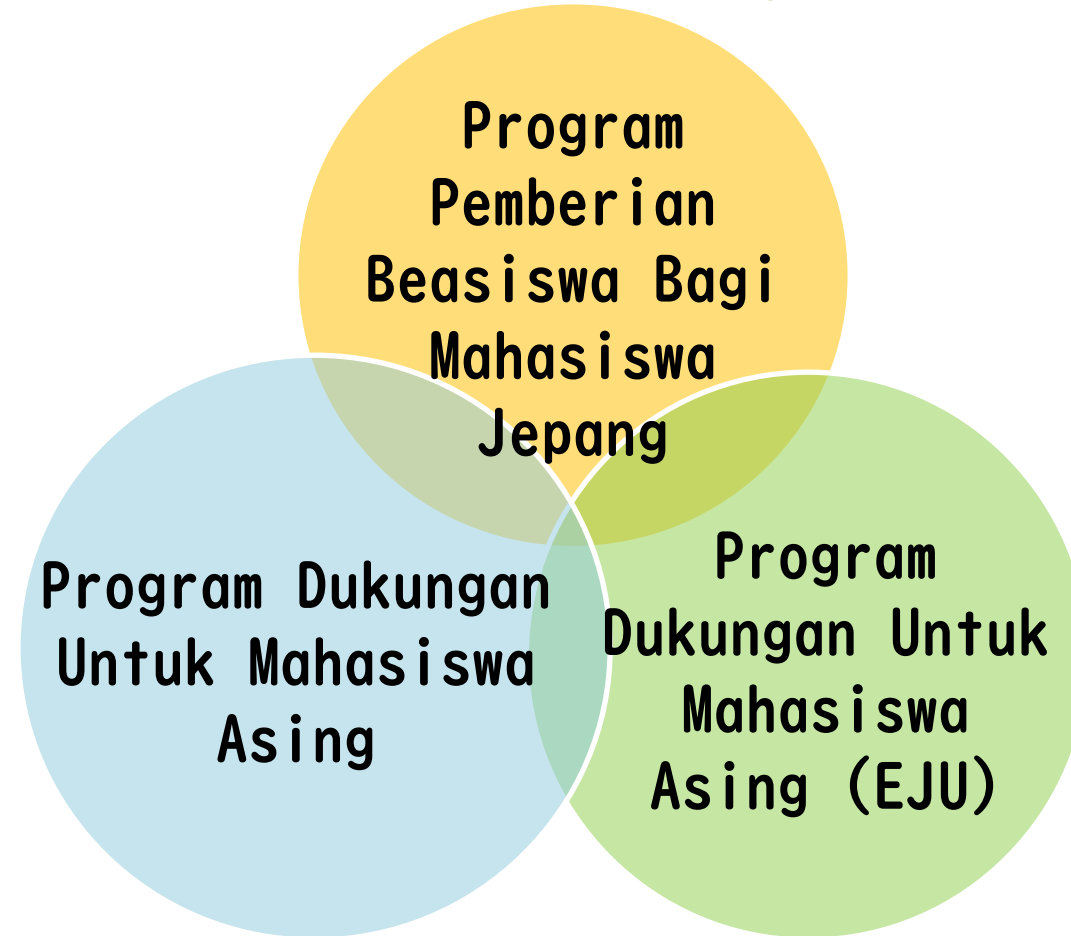 Program
Pemberian
Beasiswa Bagi
Mahasiswa
Jepang
Program Dukungan
Untuk Mahasiswa
Asing
Program
Dukungan Untuk
Mahasiswa
Asing (EJU)